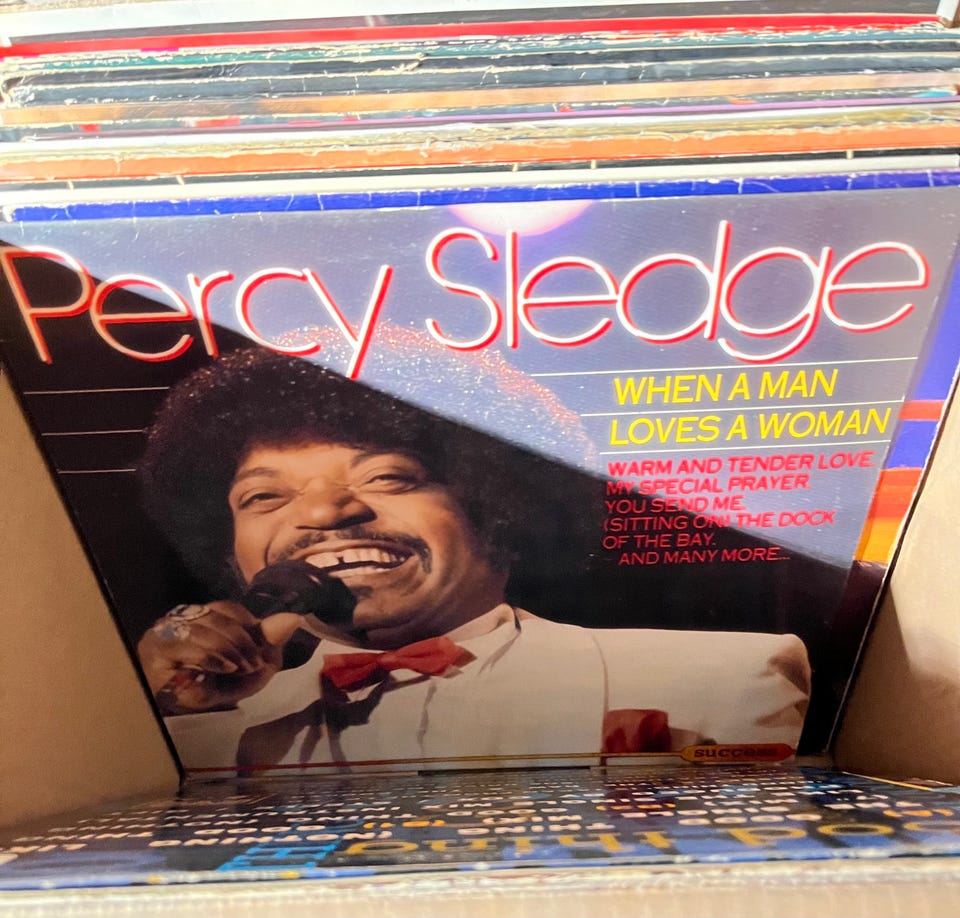 Percy Sledge
WHEN A MAN
LOVES A WOMAN
WARM AND TENDER LOVE
MY SPECIAL PRAYER
YOU SEND ME.
(SITTING ON) THE DOCK
OF THE BAY.
AND MANY MORE...
success